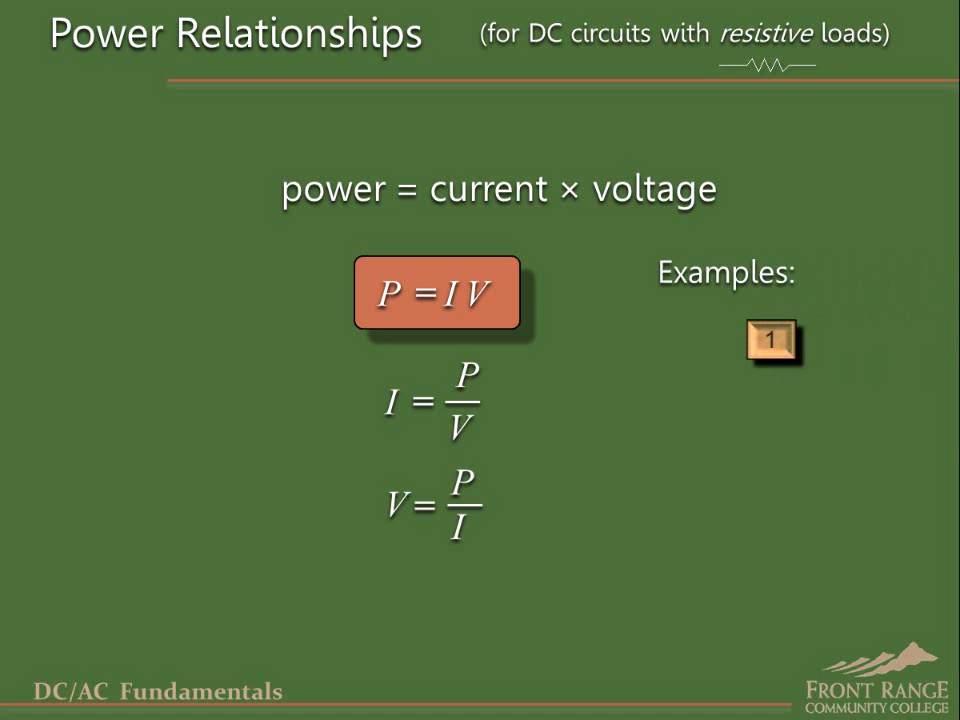 Power Relationships (for DC circuits with resistive loads)
power = current × voltage
P = I V
Examples:
1
I = P / V
V = P / I
DC/AC Fundamentals
FRONT RANGE
COMMUNITY COLLEGE